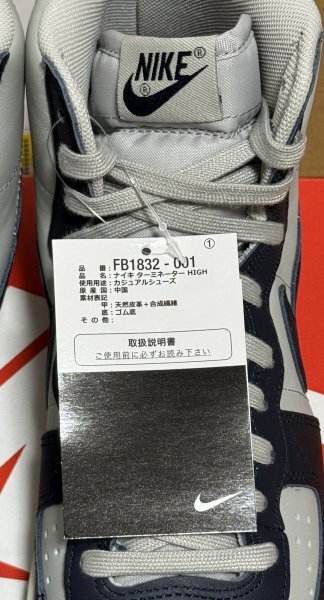 NIKE®
®
①
品番: FB1832-001
品名: ナイキ ターミネーター HIGH
使用用途: カジュアルシューズ
原産国: 中国
素材表記
甲: 天然皮革＋合成繊維
底: ゴム底
その他:
取扱説明書
ご使用前に必ずお読み下さい